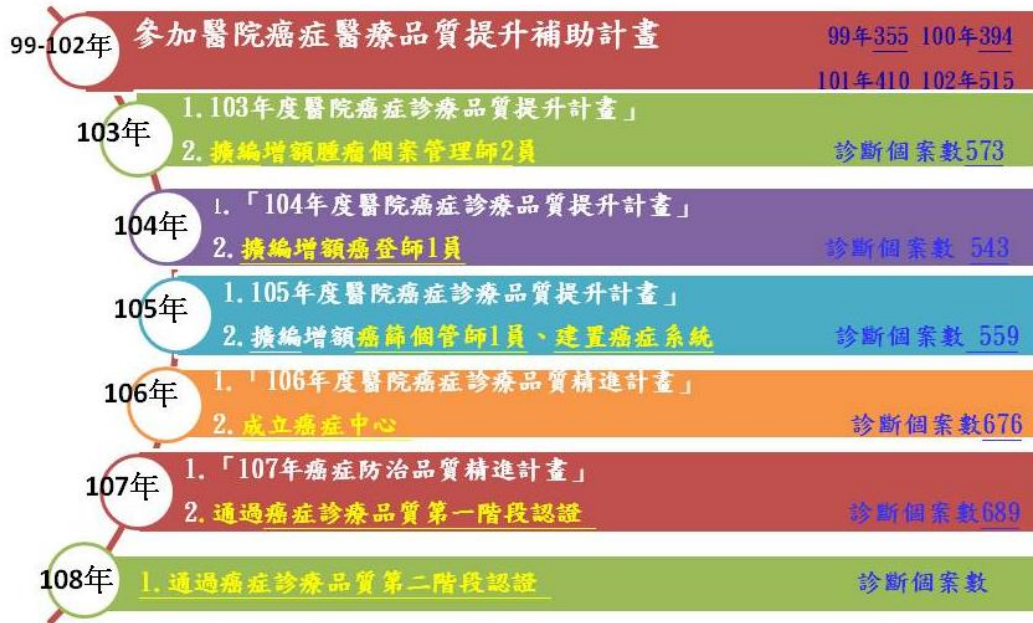 99-102年 參加醫院癌症醫療品質提升補助計畫 99年355 100年394
101年410 102年515
103年 1.103年度醫院癌症診療品質提升計畫」
2.擴編增額腫瘤個案管理師2員 診斷個案數573
104年 1.「104年度醫院癌症診療品質提升計畫」
2.擴編增額癌登師1員 診斷個案數 543
105年 1.105年度醫院癌症診療品質提升計畫」
2.擴編增額癌篩個管師1員、建置癌症系統 診斷個案數 559
106年 1.「106年度醫院癌症診療品質精進計畫」
2.成立癌症中心 診斷個案數676
107年 1.「107年癌症防治品質精進計畫」
2.通過癌症診療品質第一階段認證 診斷個案數689
108年 1.通過癌症診療品質第二階段認證 診斷個案數